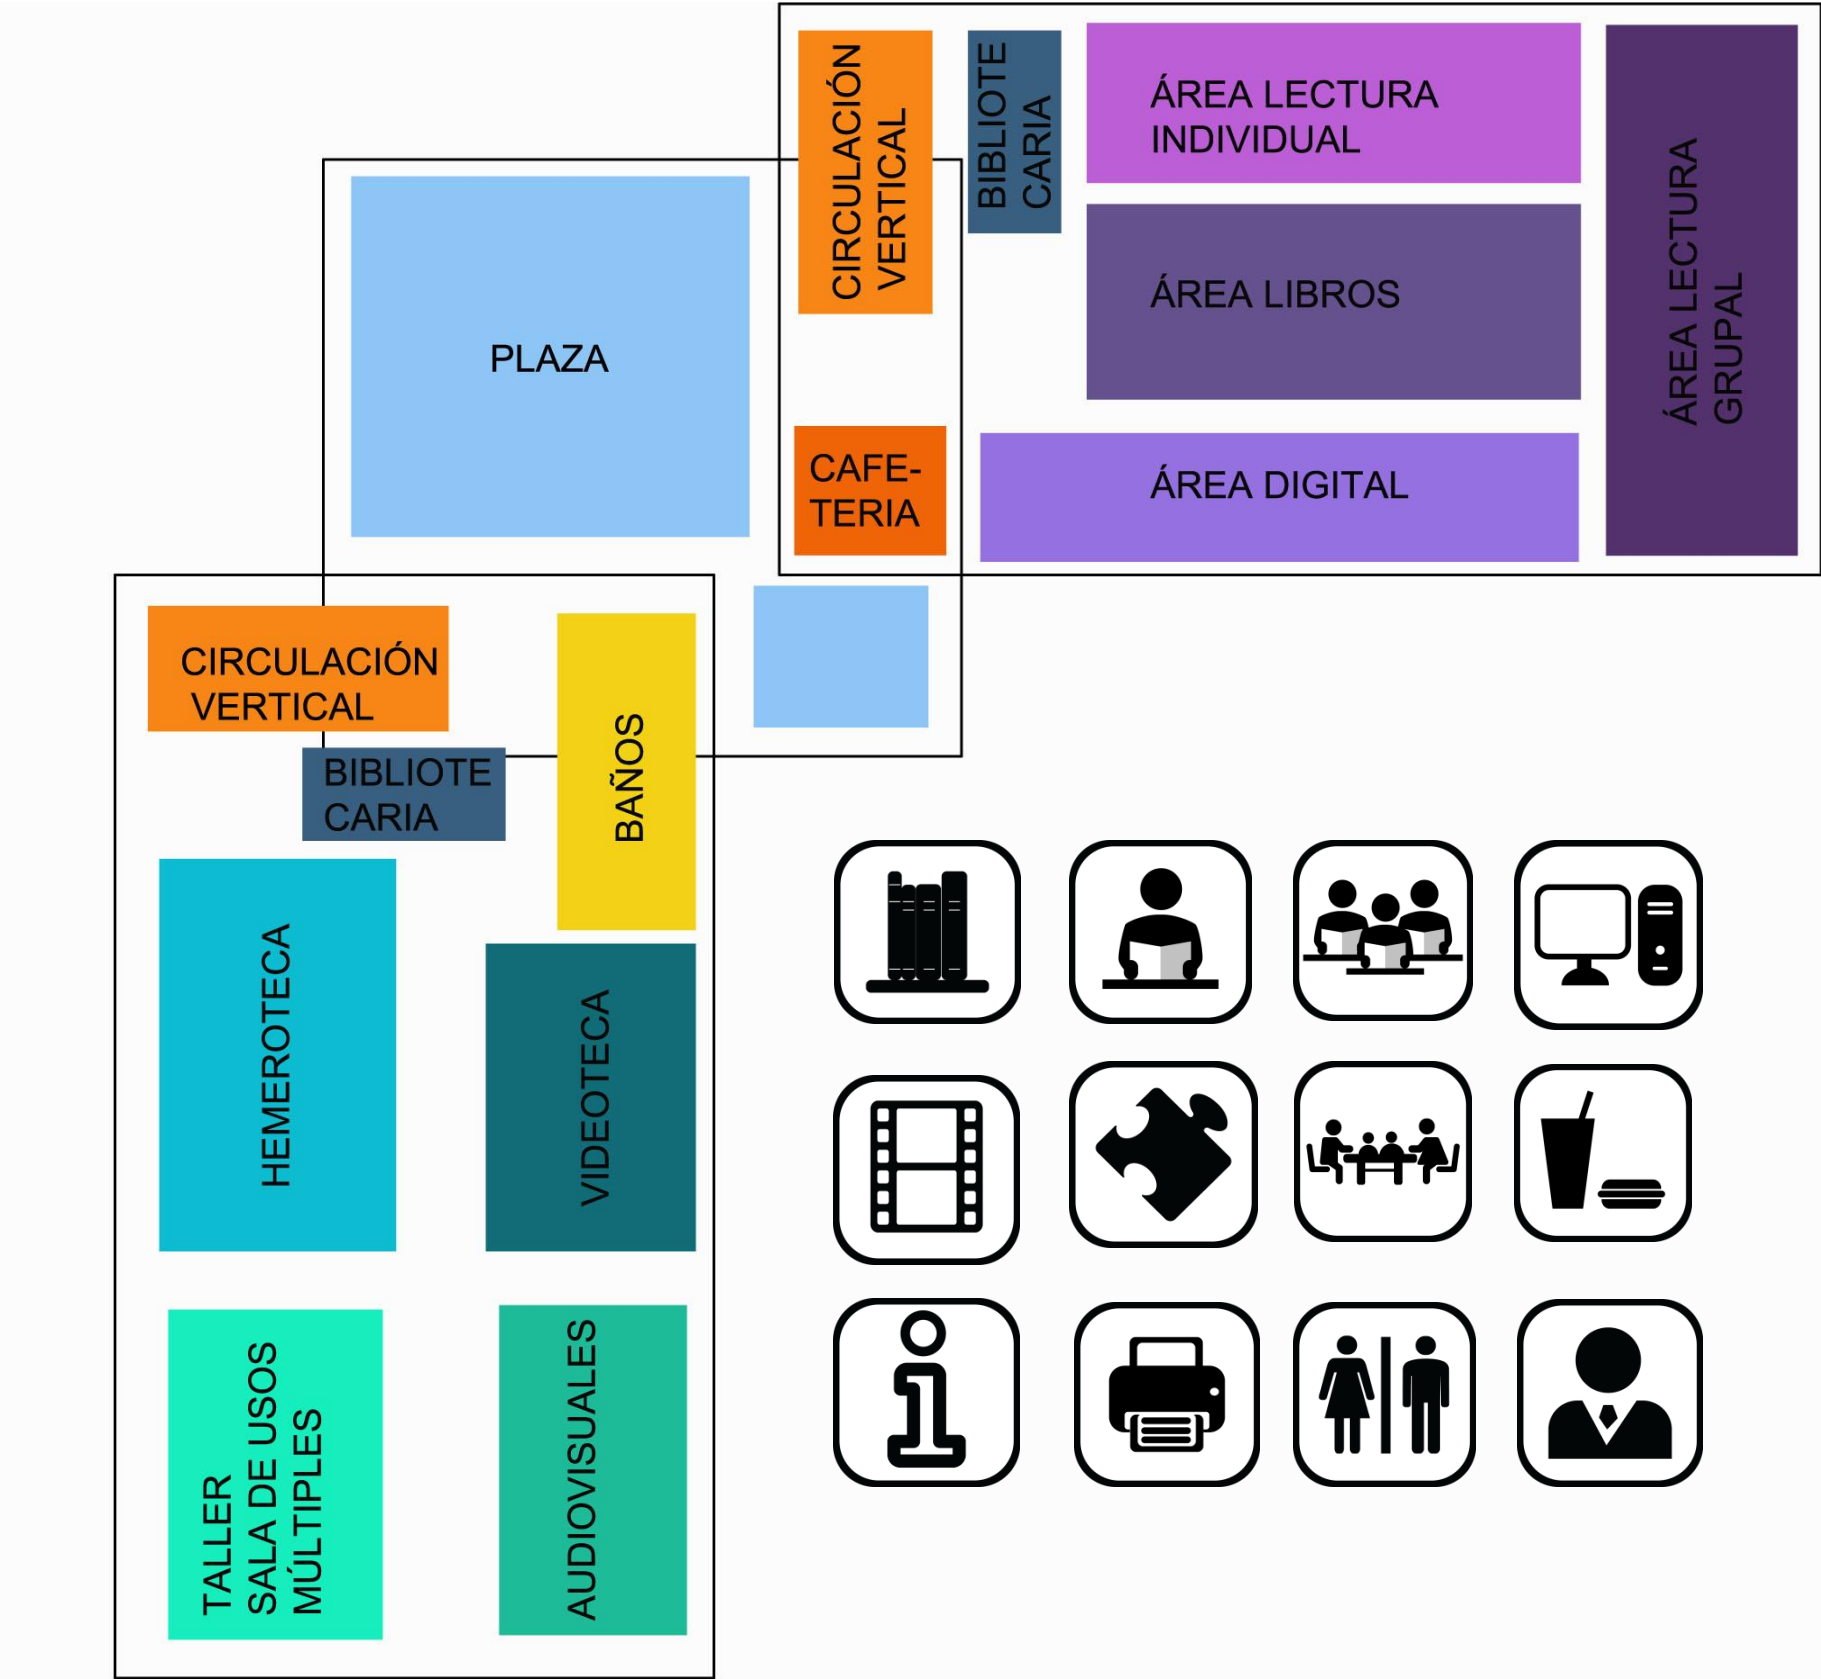 CIRCULACIÓN
VERTICAL
BIBLIOTE
CARIA
ÁREA LECTURA
INDIVIDUAL
ÁREA LECTURA
GRUPAL
ÁREA LIBROS
PLAZA
CAFE-
TERIA
ÁREA DIGITAL
CIRCULACIÓN
VERTICAL
BAÑOS
BIBLIOTE
CARIA
HEMEROTECA
VIDEOTECA
TALLER
SALA DE USOS
MÚLTIPLES
AUDIOVISUALES